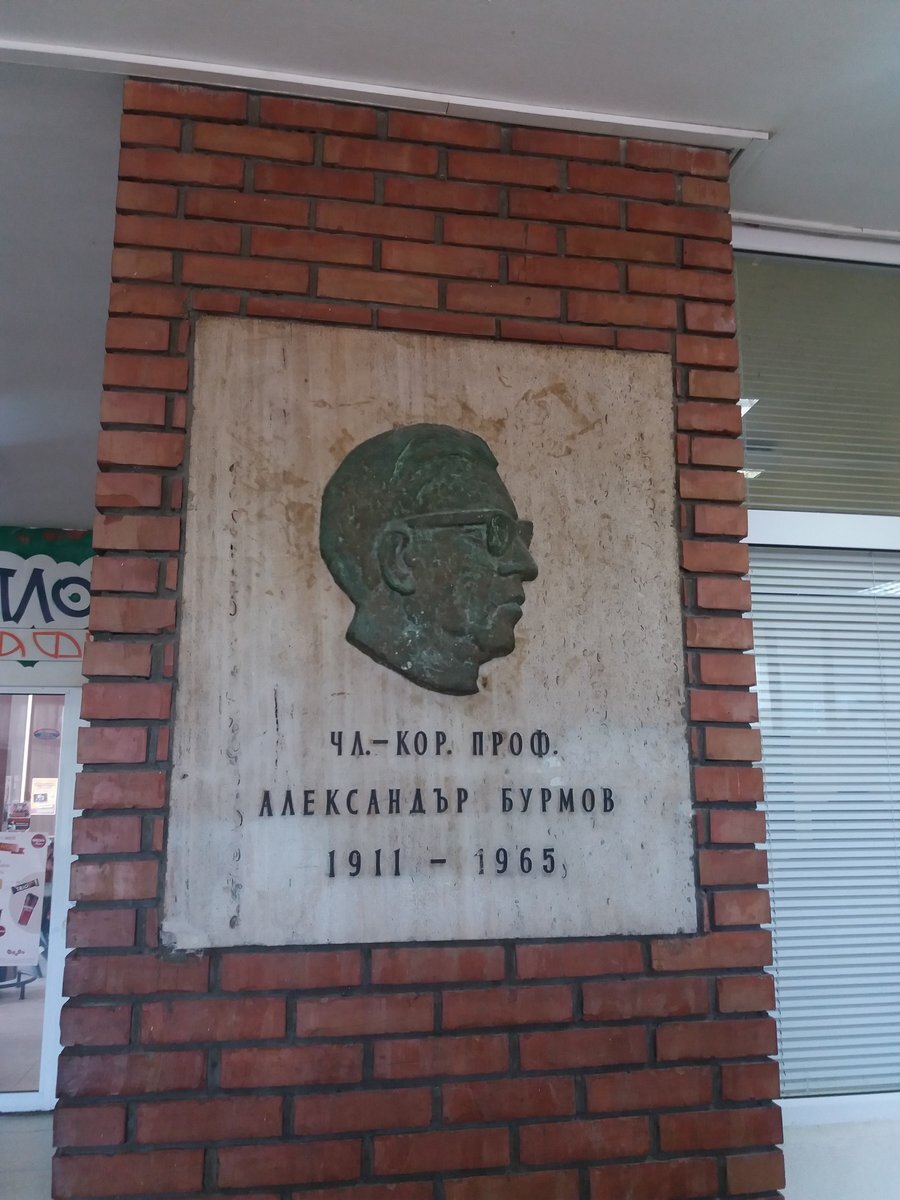 ЧЛ.-КОР. ПРОФ.
АЛЕКСАНДЪР БУРМОВ
1911 – 1965